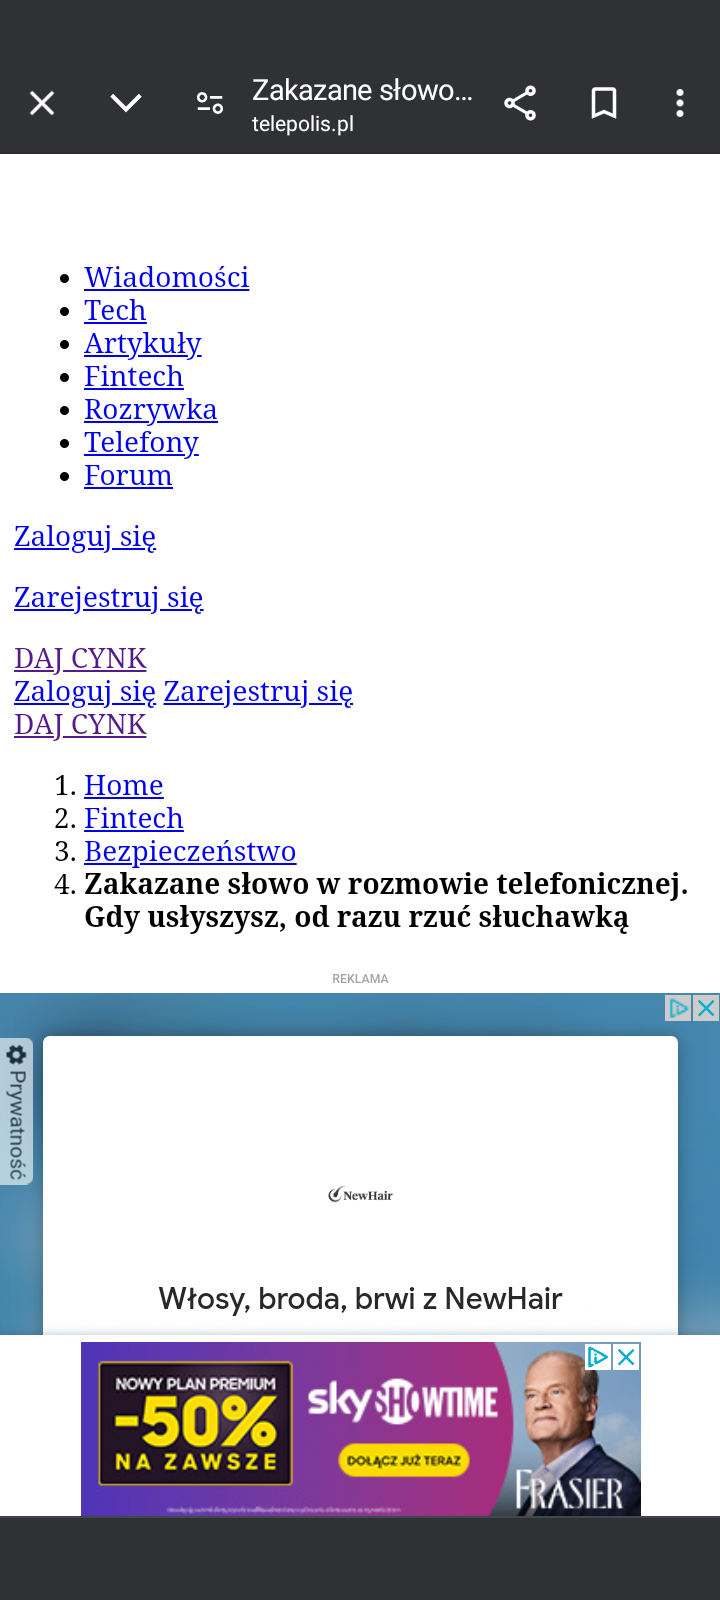 Zakazane słowo...
telepolis.pl
Wiadomości
Tech
Artykuły
Fintech
Rozrywka
Telefony
Forum
Zaloguj się
Zarejestruj się
DAJ CYNK
Zaloguj się Zarejestruj się
DAJ CYNK
1. Home
2. Fintech
3. Bezpieczeństwo
4. Zakazane słowo w rozmowie telefonicznej.
Gdy usłyszysz, od razu rzuć słuchawką
REKLAMA
Prywatność
NewHair
Włosy, broda, brwi z NewHair
NOWY PLAN PREMIUM
-50%
NA ZAWSZE
sky SHOWTIME
DOŁĄCZ JUŻ TERAZ
FRASIER